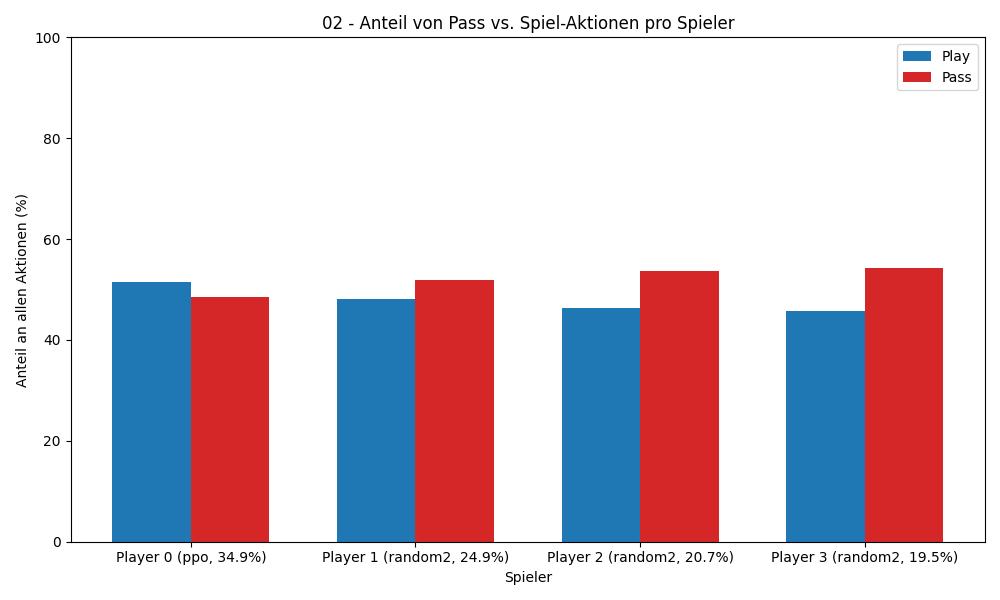 02 - Anteil von Pass vs. Spiel-Aktionen pro Spieler
Play
Pass
Anteil an allen Aktionen (%)
100
80
60
40
20
0
Player 0 (ppo, 34.9%)
Player 1 (random2, 24.9%)
Player 2 (random2, 20.7%)
Player 3 (random2, 19.5%)
Spieler